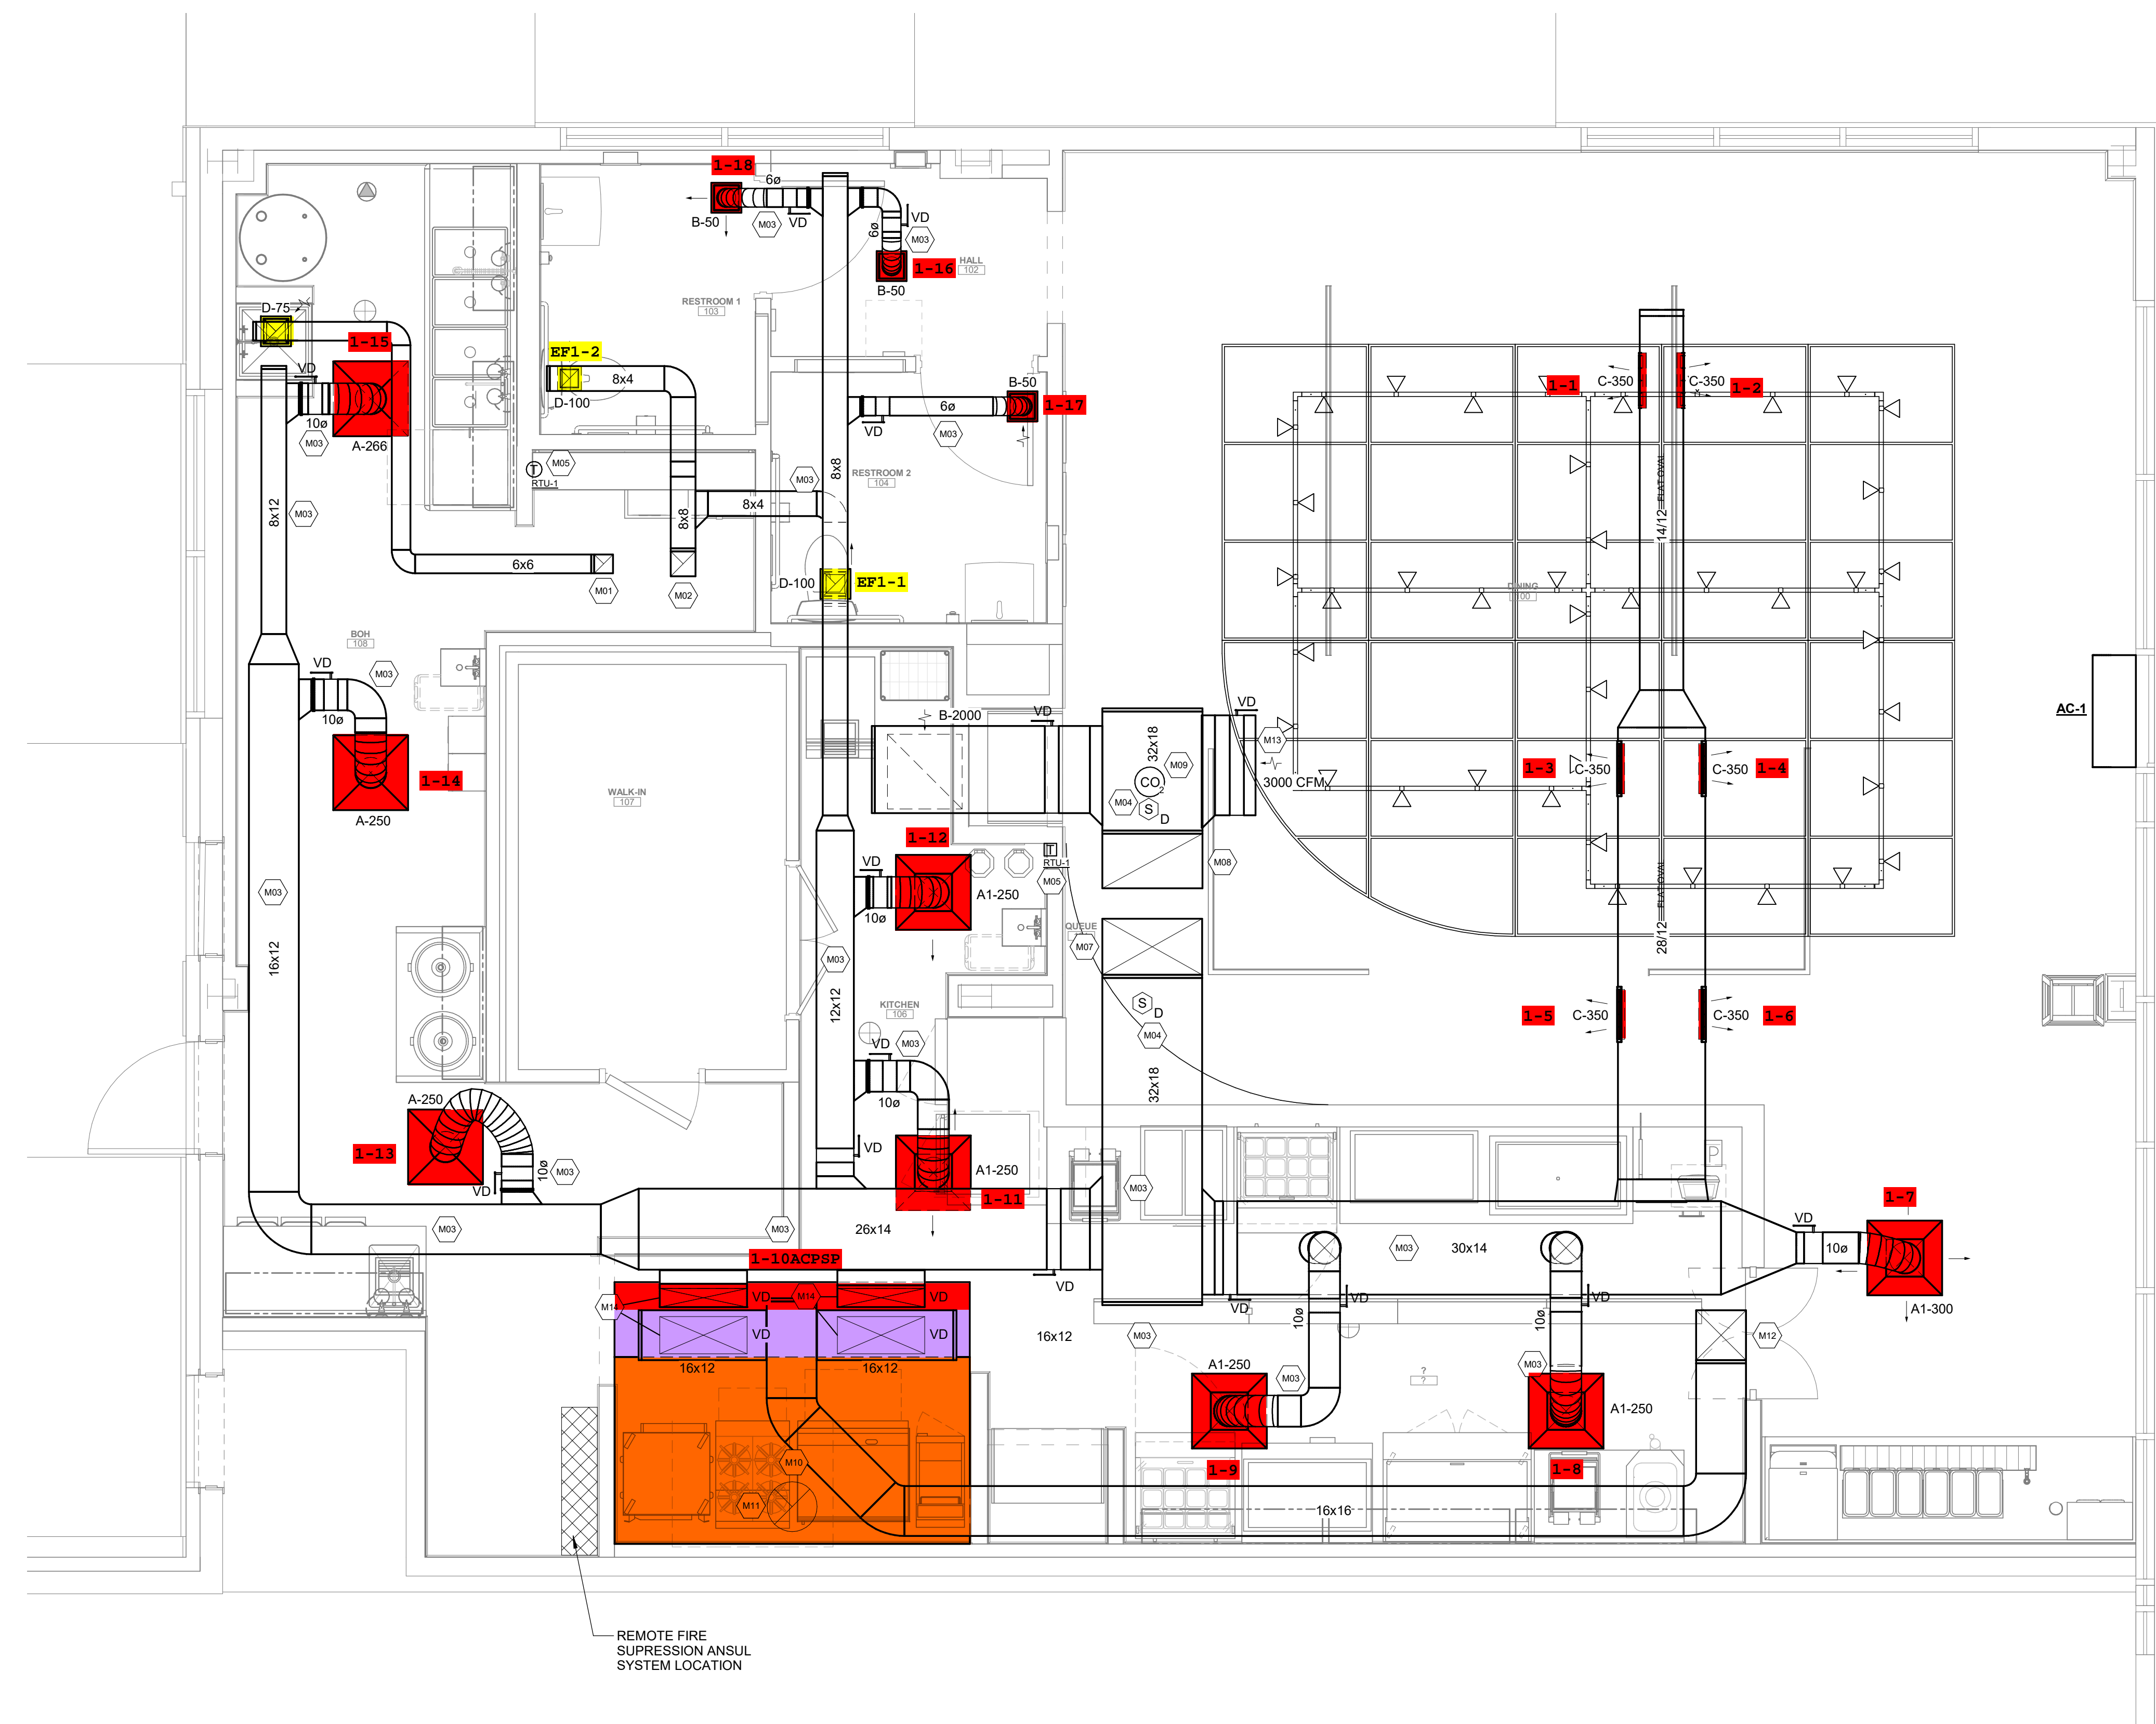 1-18
6ø
VD
B-50
M03
VD
6ø
M03
1-16
HALL
102
B-50
RESTROOM 1
103
D-75
1-15
VD
10ø
M03
A-266
EF1-2
8x4
D-100
B-50
1-17
6ø
VD
M03
1-1
C-350
C-350
1-2
T
RTU-1
M05
8x8
RESTROOM 2
104
M03
8x4
8x8
8x12
M03
14/12
FLAT OVAL
6x6
M01
M02
D-100
EF1-1
DINING
100
BOH
108
VD
M03
10ø
1-14
A-250
WALK-IN
107
B-2000
VD
32x18
M09
CO2
M04
S
D
VD
M13
3000 CFM
1-3
C-350
C-350
1-4
AC-1
1-12
VD
10ø
A1-250
T
RTU-1
M05
M08
M03
16x12
M03
12x12
QUEUE
M07
28/12
FLAT OVAL
KITCHEN
106
S
D
M04
1-5
C-350
C-350
1-6
VD
M03
10ø
32x18
A-250
1-13
VD
10ø
M03
VD
A1-250
1-11
M03
P
1-7
M03
M03
26x14
M03
30x14
VD
10ø
A1-300
1-10ACPSP
VD
M14
VD
M14
VD
VD
VD
16x12
16x12
16x12
VD
VD
10ø
M03
VD
10ø
M12
A1-250
M03
M03
?
?
A1-250
1-9
1-8
M10
M11
16x16
REMOTE FIRE
SUPRESSION ANSUL
SYSTEM LOCATION